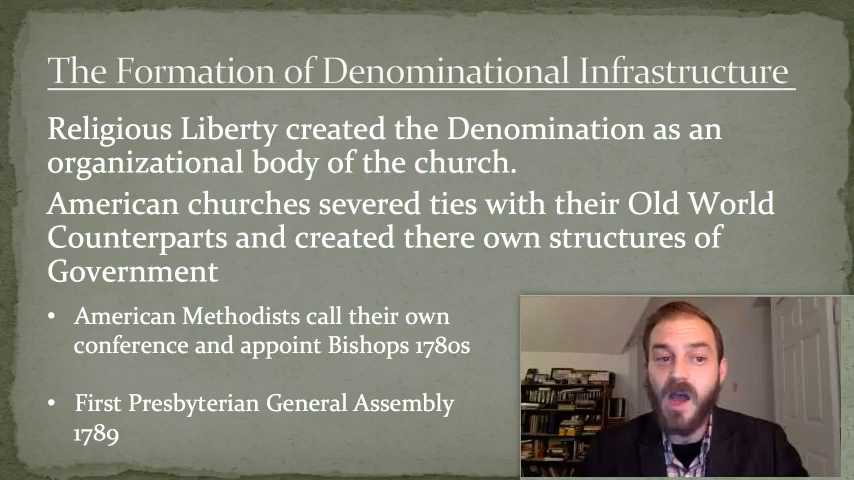 The Formation of Denominational Infrastructure
Religious Liberty created the Denomination as an
organizational body of the church.
American churches severed ties with their Old World
Counterparts and created there own structures of
Government
• American Methodists call their own
conference and appoint Bishops 1780s
• First Presbyterian General Assembly
1789